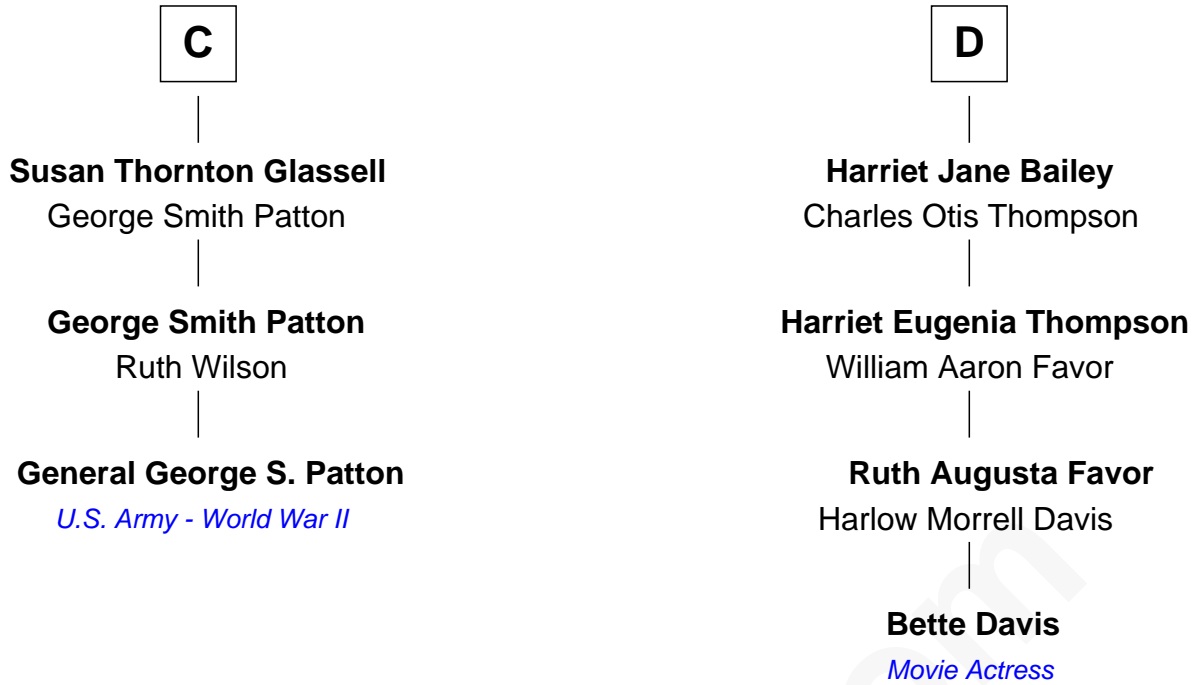 C
Susan Thornton Glassell
George Smith Patton
George Smith Patton
Ruth Wilson
General George S. Patton
U.S. Army - World War II
D
Harriet Jane Bailey
Charles Otis Thompson
Harriet Eugenia Thompson
William Aaron Favor
Ruth Augusta Favor
Harlow Morrell Davis
Bette Davis
Movie Actress